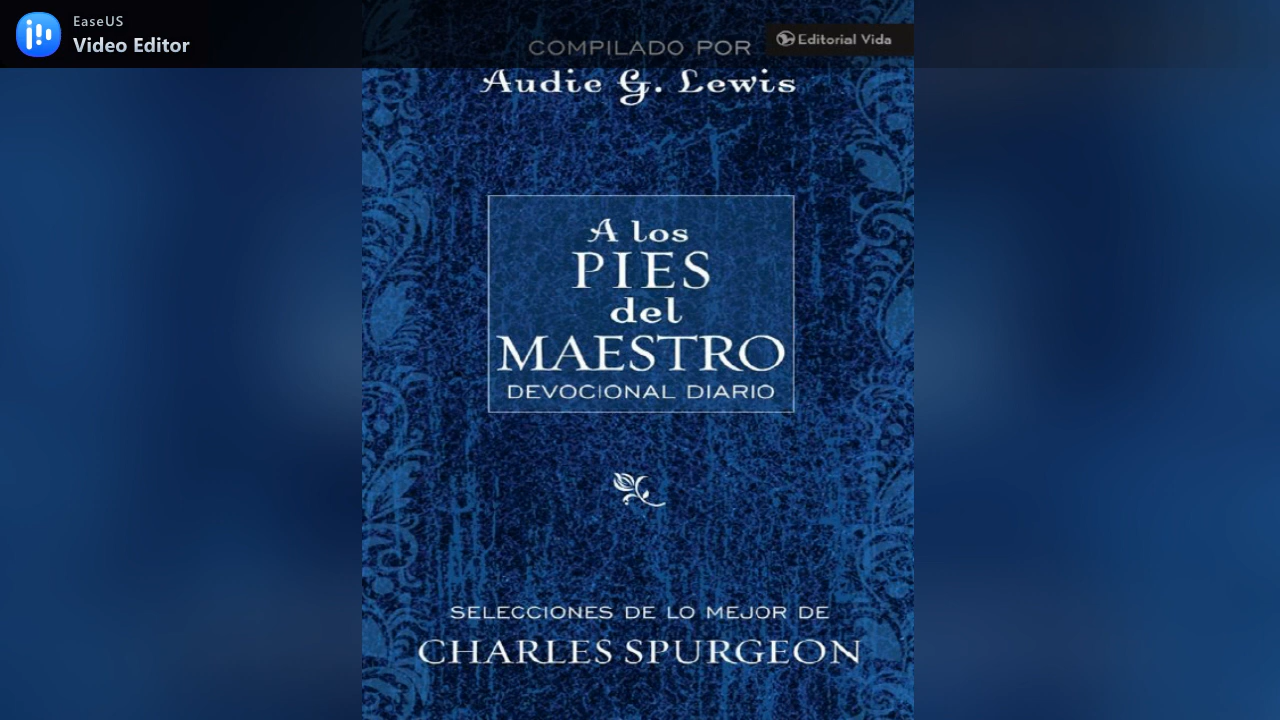 EaseUS
Video Editor
COMPILADO POR
Editorial Vida
Audie G. Lewis
A los
PIES
del
MAESTRO
DEVOCIONAL DIARIO
SELECCIONES DE LO MEJOR DE
CHARLES SPURGEON